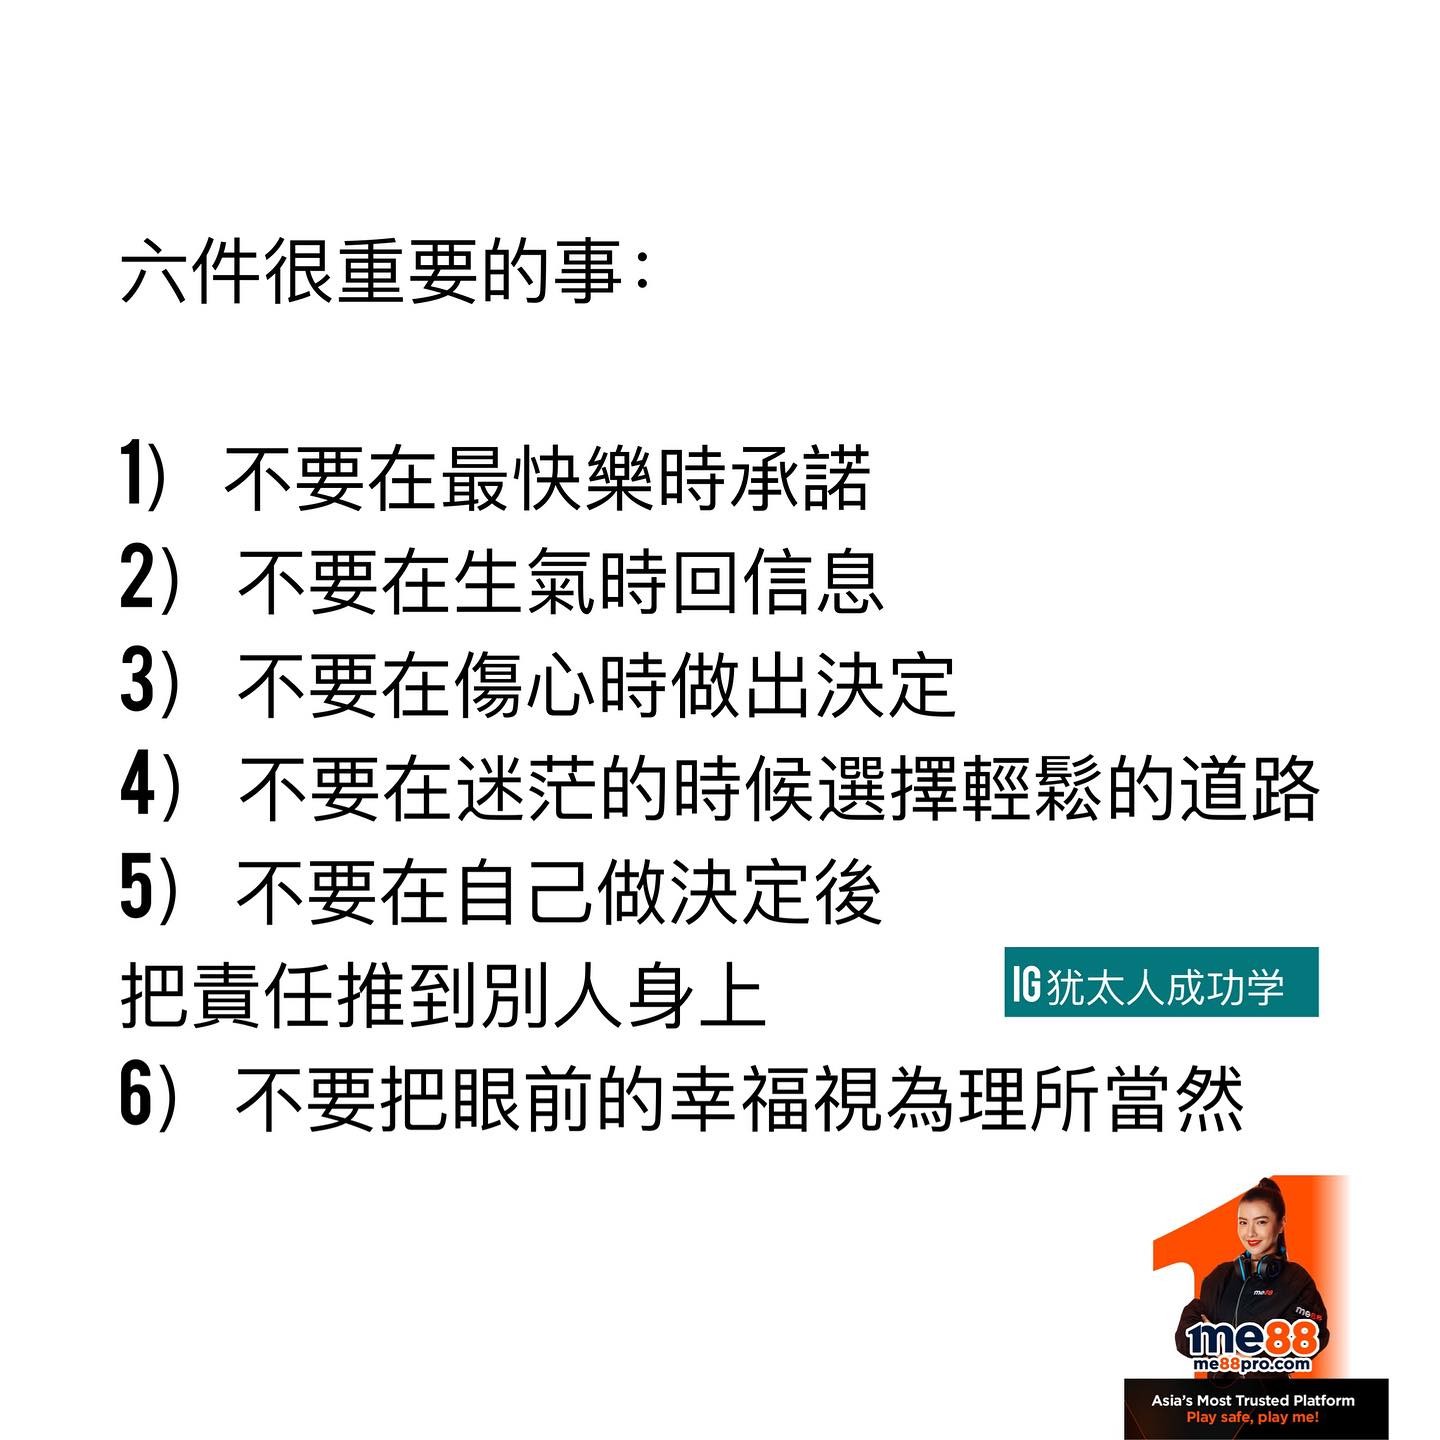 六件很重要的事：
1） 不要在最快樂時承諾
2） 不要在生氣時回信息
3） 不要在傷心時做出決定
4） 不要在迷茫的時候選擇輕鬆的道路
5） 不要在自己做決定後
把責任推到別人身上
IG犹太人成功学
6） 不要把眼前的幸福視為理所當然
1
me88
me88
me88
me88pro.com
Asia's Most Trusted Platform
Play safe, play me!